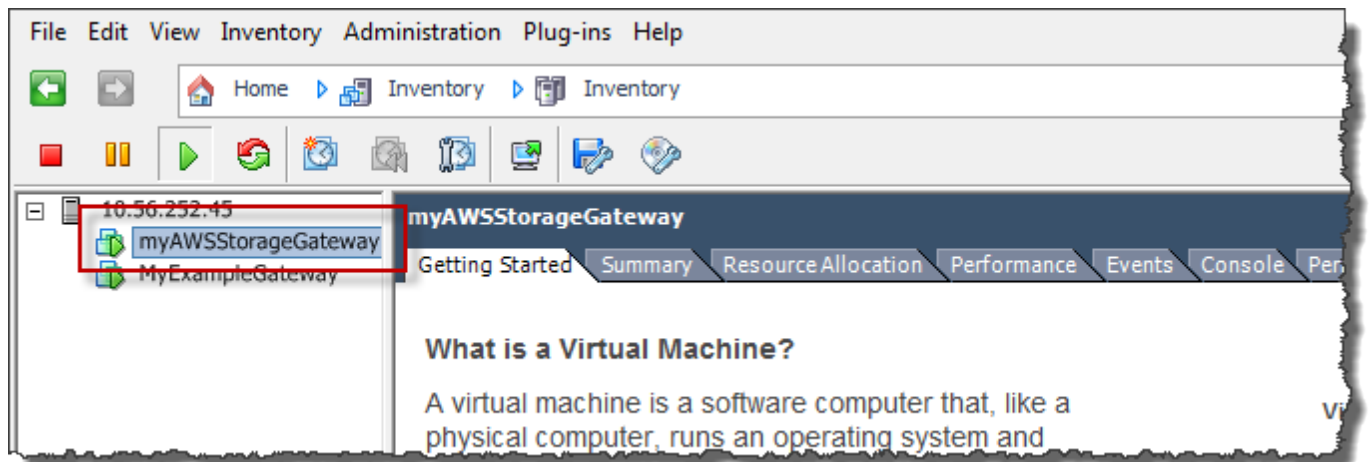 File Edit View Inventory Administration Plug-ins Help
Home Inventory Inventory
10.56.252.45
myAWSStorageGateway
MyExampleGateway
myAWSStorageGateway
Getting Started Summary Resource Allocation Performance Events Console
What is a Virtual Machine?
A virtual machine is a software computer that, like a
physical computer, runs an operating system and